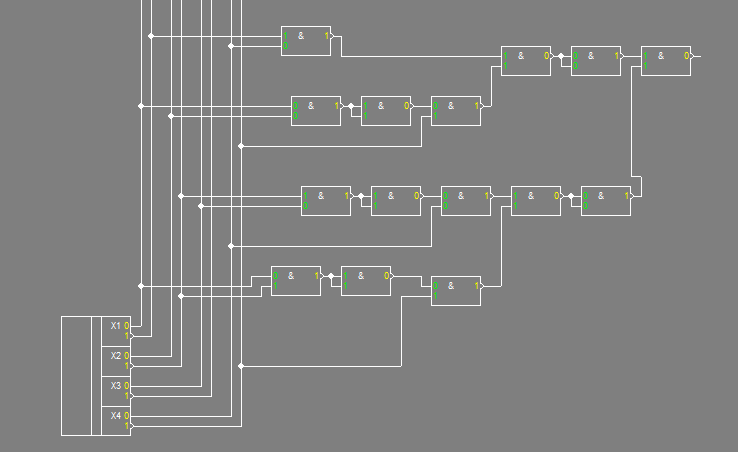 1 & 1
0
1 & 0 0 & 1 1 & 0
1 0 1
0 & 1 1 & 0 0 & 1
0 1 1
1 & 1 1 & 0 0 & 1 1 & 0 0 & 1
0 1 0 1 0
0 & 1 1 & 0
1 1 0 & 1
1
X1 0
1
X2 0
1
X3 0
1
X4 0
1